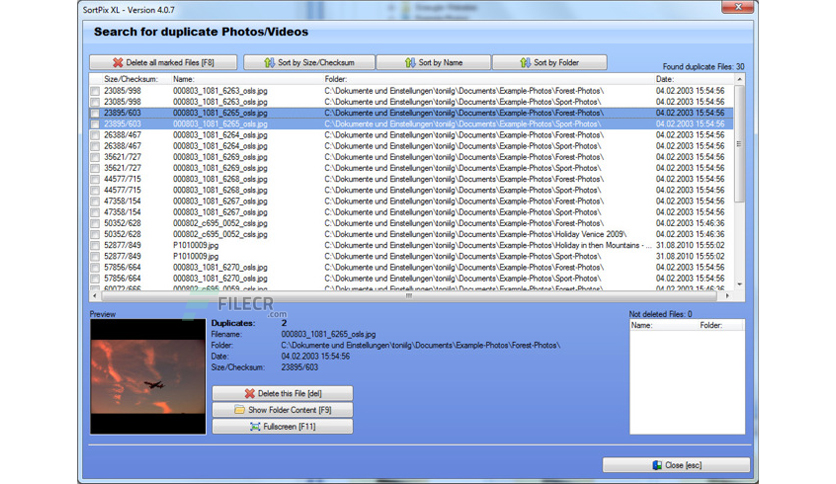 SortPix XL - Version 4.0.7
Search for duplicate Photos/Videos
Delete all marked Files [F8] Sort by Size/Checksum Sort by Name Sort by Folder Found duplicate Files: 30
Size/Checksum: Name: Folder: Date:
23085/998 000803_1081_6263_osls.jpg C:\Dokumente und Einstellungen\toniilg\Documents\Example-Photos\Forest-Photos\ 04.02.2003 15:54:56
23085/998 000803_1081_6263_osls.jpg C:\Dokumente und Einstellungen\toniilg\Documents\Example-Photos\Sport-Photos\ 04.02.2003 15:54:56
23895/603 000803_1081_6265_osls.jpg C:\Dokumente und Einstellungen\toniilg\Documents\Example-Photos\Forest-Photos\ 04.02.2003 15:54:56
23895/603 000803_1081_6265_osls.jpg C:\Dokumente und Einstellungen\toniilg\Documents\Example-Photos\Sport-Photos\ 04.02.2003 15:54:56
26388/467 000803_1081_6264_osls.jpg C:\Dokumente und Einstellungen\toniilg\Documents\Example-Photos\Forest-Photos\ 04.02.2003 15:54:56
26388/467 000803_1081_6264_osls.jpg C:\Dokumente und Einstellungen\toniilg\Documents\Example-Photos\Sport-Photos\ 04.02.2003 15:54:56
35621/727 000803_1081_6269_osls.jpg C:\Dokumente und Einstellungen\toniilg\Documents\Example-Photos\Forest-Photos\ 04.02.2003 15:54:56
35621/727 000803_1081_6269_osls.jpg C:\Dokumente und Einstellungen\toniilg\Documents\Example-Photos\Sport-Photos\ 04.02.2003 15:54:56
44577/715 000803_1081_6268_osls.jpg C:\Dokumente und Einstellungen\toniilg\Documents\Example-Photos\Forest-Photos\ 04.02.2003 15:54:56
44577/715 000803_1081_6268_osls.jpg C:\Dokumente und Einstellungen\toniilg\Documents\Example-Photos\Sport-Photos\ 04.02.2003 15:54:56
47358/154 000803_1081_6267_osls.jpg C:\Dokumente und Einstellungen\toniilg\Documents\Example-Photos\Forest-Photos\ 04.02.2003 15:54:56
47358/154 000803_1081_6267_osls.jpg C:\Dokumente und Einstellungen\toniilg\Documents\Example-Photos\Sport-Photos\ 04.02.2003 15:54:56
50352/628 000802_c695_0052_osls.jpg C:\Dokumente und Einstellungen\toniilg\Documents\Example-Photos\Forest-Photos\ 04.02.2003 15:46:36
50352/628 000802_c695_0052_osls.jpg C:\Dokumente und Einstellungen\toniilg\Documents\Example-Photos\Holiday Venice 2009\ 04.02.2003 15:46:36
52877/849 P1010009.jpg C:\Dokumente und Einstellungen\toniilg\Documents\Example-Photos\Holiday in then Mountains - ... 31.08.2010 15:55:02
52877/849 P1010009.jpg C:\Dokumente und Einstellungen\toniilg\Documents\Example-Photos\Sport-Photos\ 31.08.2010 15:55:02
57856/664 000803_1081_6270_osls.jpg C:\Dokumente und Einstellungen\toniilg\Documents\Example-Photos\Forest-Photos\ 04.02.2003 15:54:56
57856/664 000803_1081_6270_osls.jpg C:\Dokumente und Einstellungen\toniilg\Documents\Example-Photos\Sport-Photos\ 04.02.2003 15:54:56
60072/666 000802_c695_0059_osls.jpg C:\Dokumente und Einstellungen\toniilg\Documents\Example-Photos\Forest-Photos\ 04.02.2003 15:46:36
FILECR
.com
Preview Not deleted Files: 0
Duplicates: 2 Name: Folder:
Filename: 000803_1081_6265_osls.jpg
Folder: C:\Dokumente und Einstellungen\toniilg\Documents\Example-Photos\Forest-Photos\
Date: 04.02.2003 15:54:56
Size/Checksum: 23895/603
Delete this File [del]
Show Folder Content [F9]
Fullscreen [F11]
Close [esc]